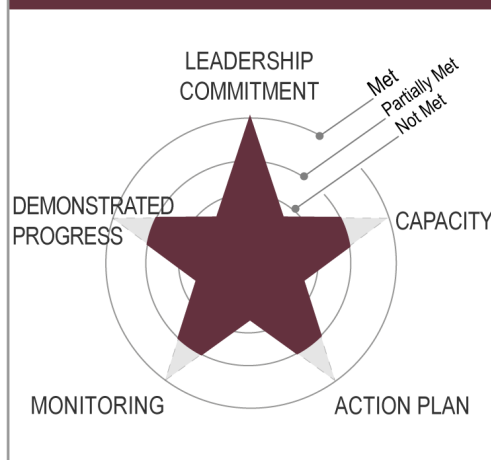 LEADERSHIP
COMMITMENT
Met
Partially Met
Not Met
DEMONSTRATED
PROGRESS
CAPACITY
MONITORING
ACTION PLAN